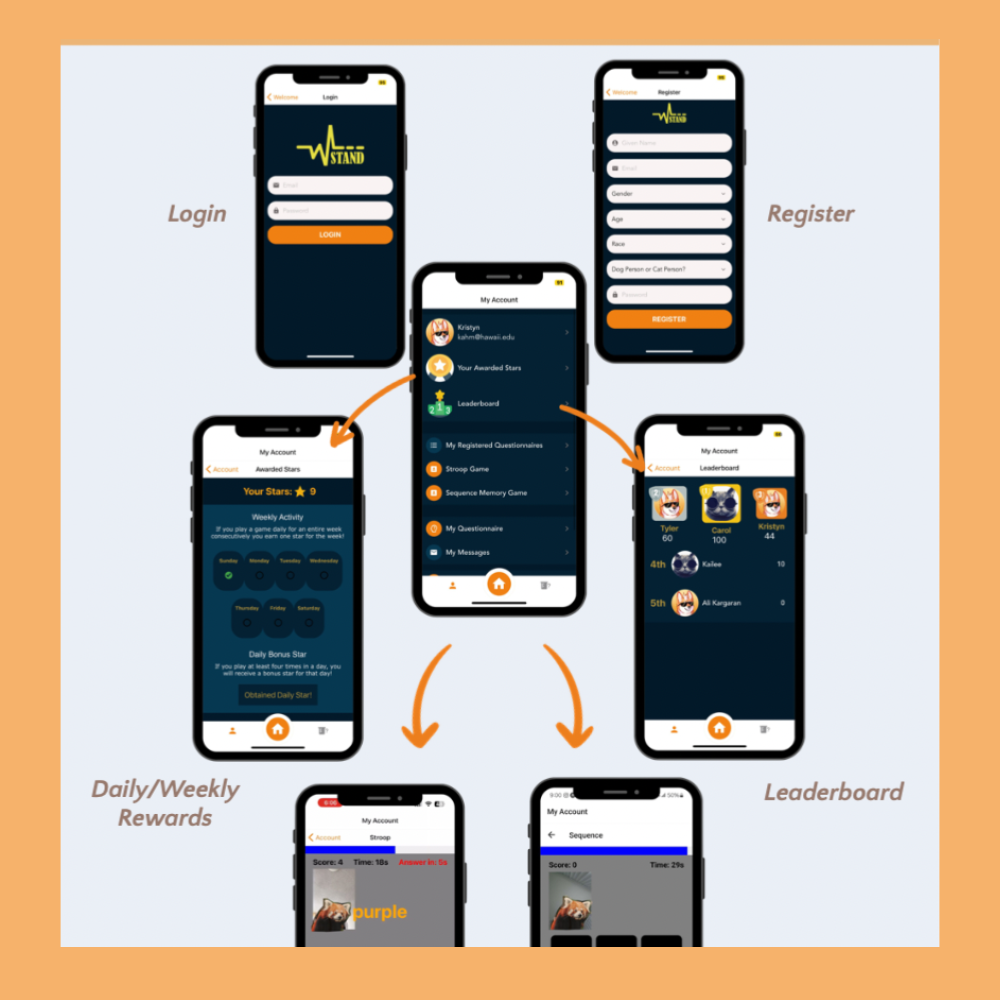 Welcome
Login
STAND
Email
Password
LOGIN
Login
Welcome
Register
STAND
Given Name
Email
Gender
Age
Race
Dog Person or Cat Person?
Password
REGISTER
Register
91
My Account
Kristyn
kahm@hawaii.edu
Your Awarded Stars
Leaderboard
My Registered Questionnaires
Stroop Game
Sequence Memory Game
My Questionnaire
My Messages
My Account
Account
Awarded Stars
Your Stars: 9
Weekly Activity
If you play a game daily for an entire week
consecutively you earn one star for the week!
Sunday Monday Tuesday Wednesday
Thursday Friday Saturday
Daily Bonus Star
If you play at least four times in a day, you
will receive a bonus star for that day!
Obtained Daily Star!
Daily/Weekly
Rewards
My Account
Account
Leaderboard
2 1 3
Tyler Carol Kristyn
60 100 44
4th Kailee 10
5th Ali Kargaran 0
Leaderboard
My Account
Account
Stroop
Score: 4 Time: 18s Answer in: 5s
purple
9:00
50%
My Account
Sequence
Score: 0 Time: 29s